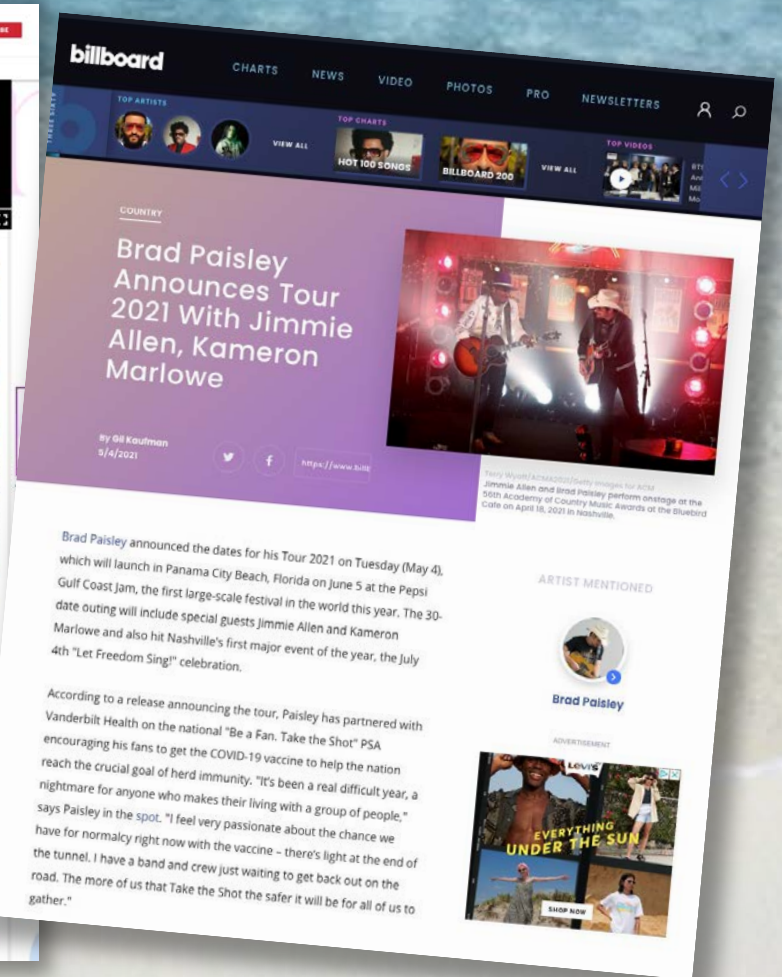 BE
billboard
CHARTS
NEWS
VIDEO
PHOTOS
PRO
NEWSLETTERS
TOP ARTISTS
VIEW ALL
TOP CHARTS
HOT 100 SONGS
BILLBOARD 200
VIEW ALL
TOP VIDEOS
COUNTRY
Brad Paisley
Announces Tour
2021 With Jimmie
Allen, Kameron
Marlowe
By Gil Kaufman
5/4/2021
https://www.bill
Terry Wyatt/ACMA2021/Getty Images for ACM
Jimmie Allen and Brad Paisley perform onstage at the
56th Academy of Country Music Awards at the Bluebird
Cafe on April 18, 2021 in Nashville.
Brad Paisley announced the dates for his Tour 2021 on Tuesday (May 4),
which will launch in Panama City Beach, Florida on June 5 at the Pepsi
Gulf Coast Jam, the first large-scale festival in the world this year. The 30-
date outing will include special guests Jimmie Allen and Kameron
Marlowe and also hit Nashville's first major event of the year, the July
4th "Let Freedom Sing!" celebration.
According to a release announcing the tour, Paisley has partnered with
Vanderbilt Health on the national "Be a Fan. Take the Shot" PSA
encouraging his fans to get the COVID-19 vaccine to help the nation
reach the crucial goal of herd immunity. "It's been a real difficult year, a
nightmare for anyone who makes their living with a group of people,"
says Paisley in the spot. "I feel very passionate about the chance we
have for normalcy right now with the vaccine – there's light at the end of
the tunnel. I have a band and crew just waiting to get back out on the
road. The more of us that Take the Shot the safer it will be for all of us to
gather."
ARTIST MENTIONED
Brad Paisley
ADVERTISEMENT
LEVI'S
EVERYTHING
UNDER THE SUN
SHOP NOW